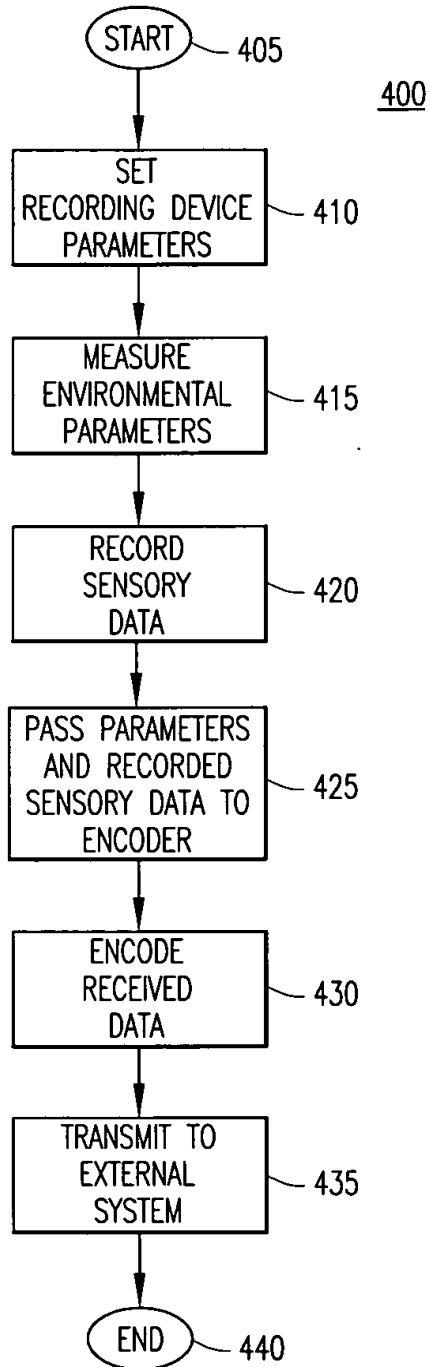 START
405
400
SET
RECORDING DEVICE
PARAMETERS
410
MEASURE
ENVIRONMENTAL
PARAMETERS
415
RECORD
SENSORY
DATA
420
PASS PARAMETERS
AND RECORDED
SENSORY DATA TO
ENCODER
425
ENCODE
RECEIVED
DATA
430
TRANSMIT TO
EXTERNAL
SYSTEM
435
END
440